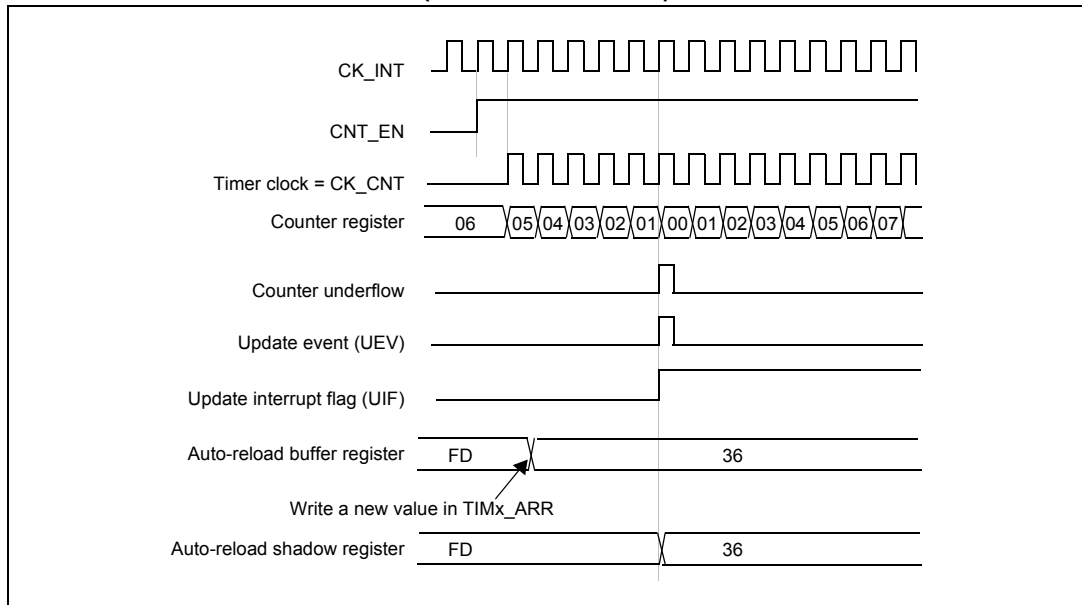 CK_INT
CNT_EN
Timer clock = CK_CNT
Counter register 06 05 04 03 02 01 00 01 02 03 04 05 06 07
Counter underflow
Update event (UEV)
Update interrupt flag (UIF)
Auto-reload buffer register FD 36
Write a new value in TIMx_ARR
Auto-reload shadow register FD 36